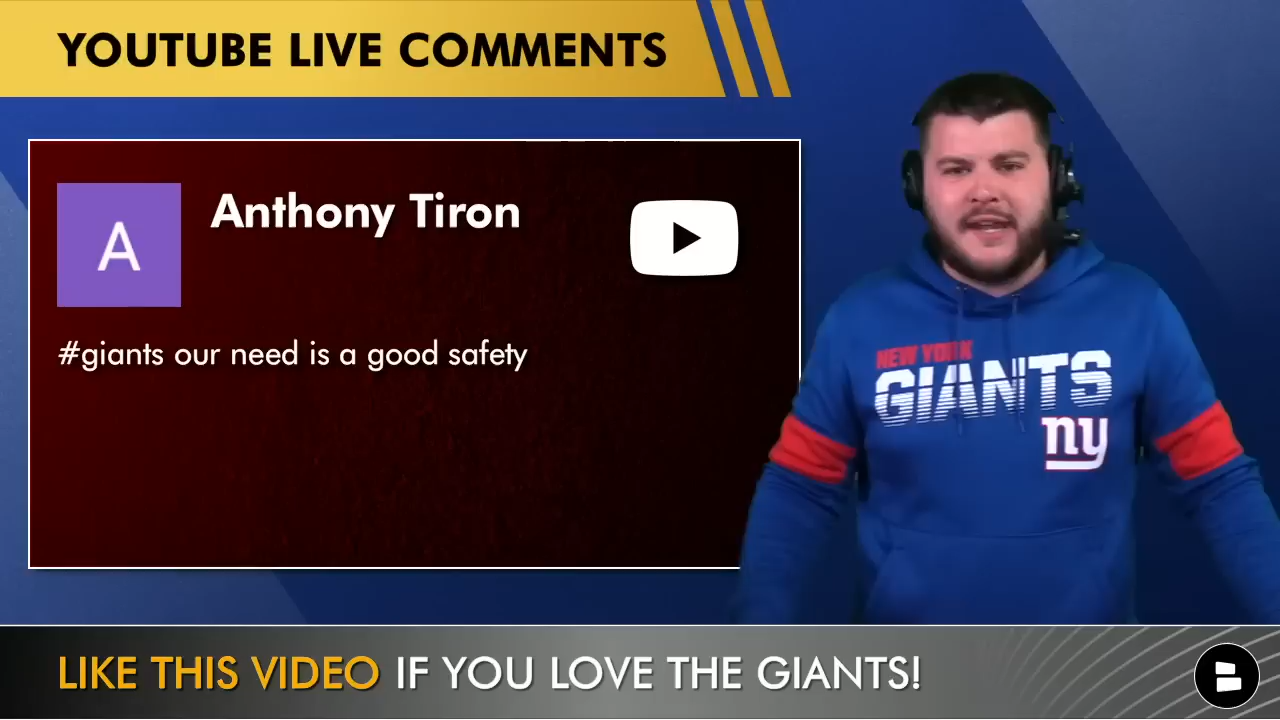 YOUTUBE LIVE COMMENTS
A
Anthony Tiron
#giants our need is a good safety
NEW YORK
GIANTS
ny
LIKE THIS VIDEO IF YOU LOVE THE GIANTS!